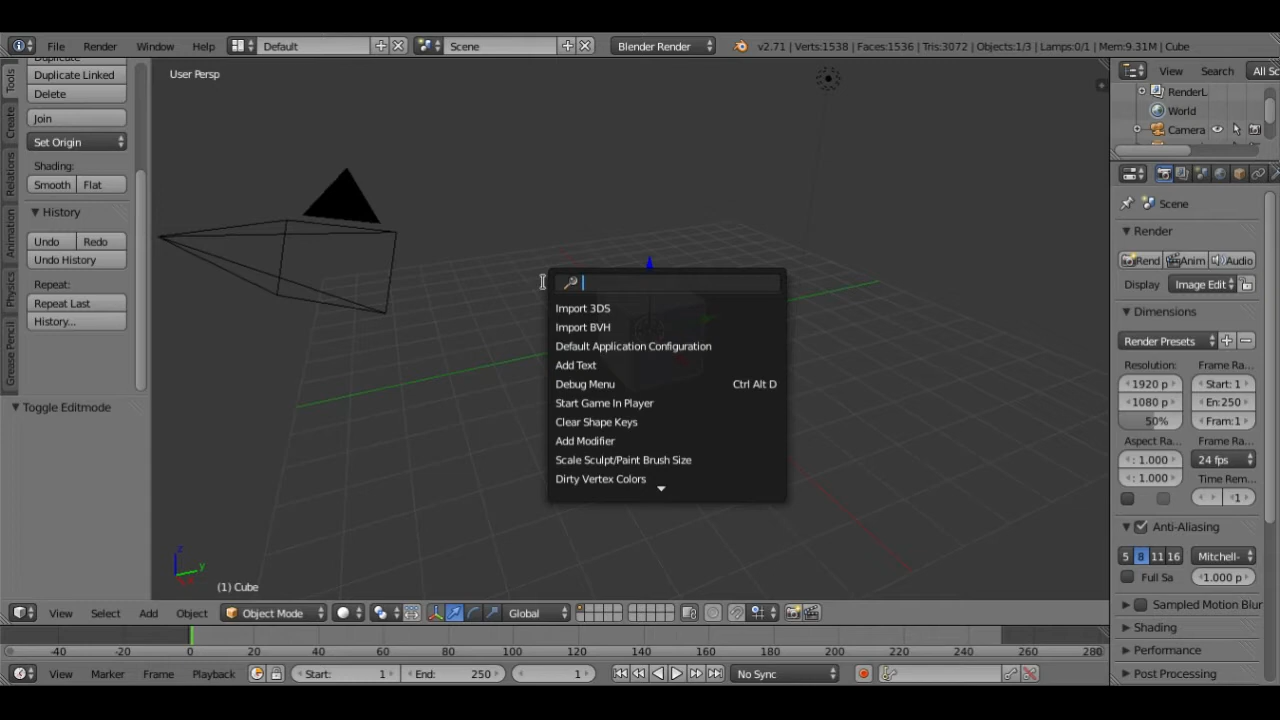 File Render Window Help Default Scene Blender Render v2.71 | Verts:1538 | Faces:1536 | Tris:3072 | Objects:1/3 | Lamps:0/1 | Mem:9.31M | Cube
Tools
Create
Relations
Animation
Physics
Grease Pencil
Duplicate
Duplicate Linked
Delete
Join
Set Origin
Shading:
Smooth Flat
History
Undo Redo
Undo History
Repeat:
Repeat Last
History...
Toggle Editmode
User Persp
Import 3DS
Import BVH
Default Application Configuration
Add Text
Debug Menu Ctrl Alt D
Start Game In Player
Clear Shape Keys
Add Modifier
Scale Sculpt/Paint Brush Size
Dirty Vertex Colors
z
y
(1) Cube
View Select Add Object Object Mode Global
-40 -20 0 20 40 60 80 100 120 140 160 180 200 220 240 260 280
View Marker Frame Playback Start: 1 End: 250 1 No Sync
View Search All Sc
RenderL
World
Camera
Scene
Render
Rend Anim Audio
Display Image Edit
Dimensions
Render Presets
Resolution: Frame Ra...
1920 p Start: 1
1080 p En:250
50% Fram:1
Aspect Ra... Frame Ra...
: 1.000 24 fps
: 1.000 Time Rem...
1
Anti-Aliasing
5 8 11 16 Mitchell-
Full Sa 1.000 p
Sampled Motion Blur
Shading
Performance
Post Processing